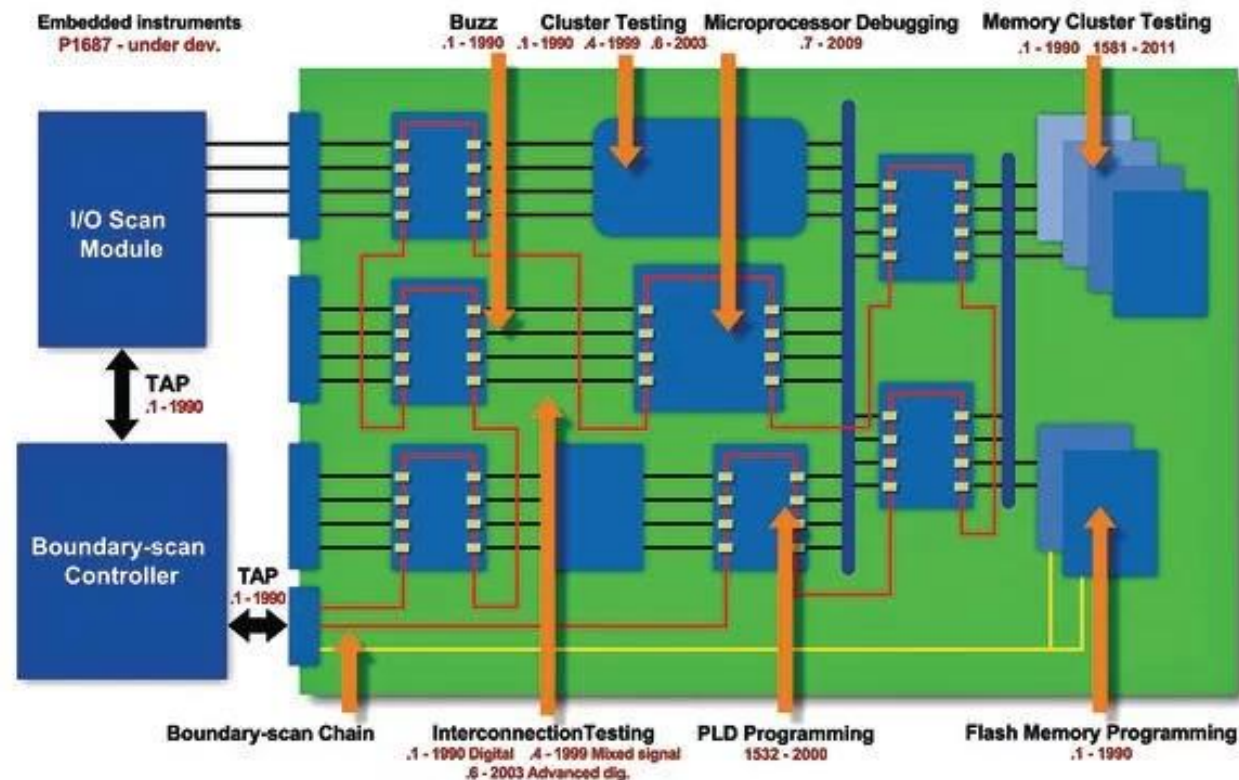 Embedded instruments
P1687 - under dev.
Buzz
.1 - 1990
Cluster Testing
.1 - 1990 .4 - 1999 .6 - 2003
Microprocessor Debugging
.7 - 2009
Memory Cluster Testing
.1 - 1990 1581 - 2011
I/O Scan
Module
TAP
.1 - 1990
Boundary-scan
Controller
TAP
.1 - 1990
Boundary-scan Chain
InterconnectionTesting
.1 - 1990 Digital .4 - 1999 Mixed signal
.6 - 2003 Advanced dig.
PLD Programming
1532 - 2000
Flash Memory Programming
.1 - 1990